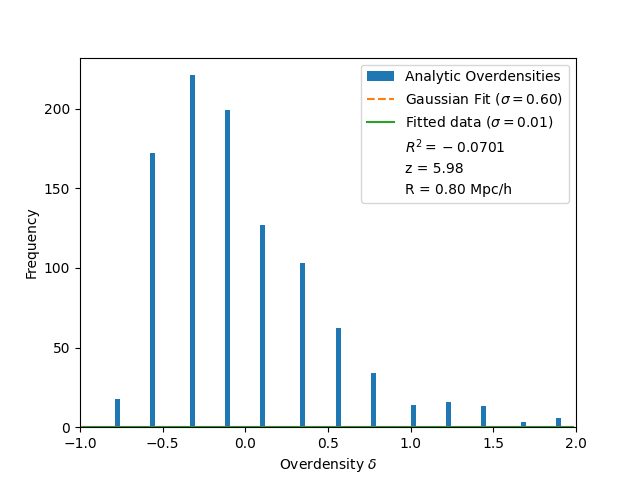 Analytic Overdensities
Gaussian Fit (σ = 0.60)
Fitted data (σ = 0.01)
R² = −0.0701
z = 5.98
R = 0.80 Mpc/h
Frequency
200
150
100
50
0
−1.0 −0.5 0.0 0.5 1.0 1.5 2.0
Overdensity δ